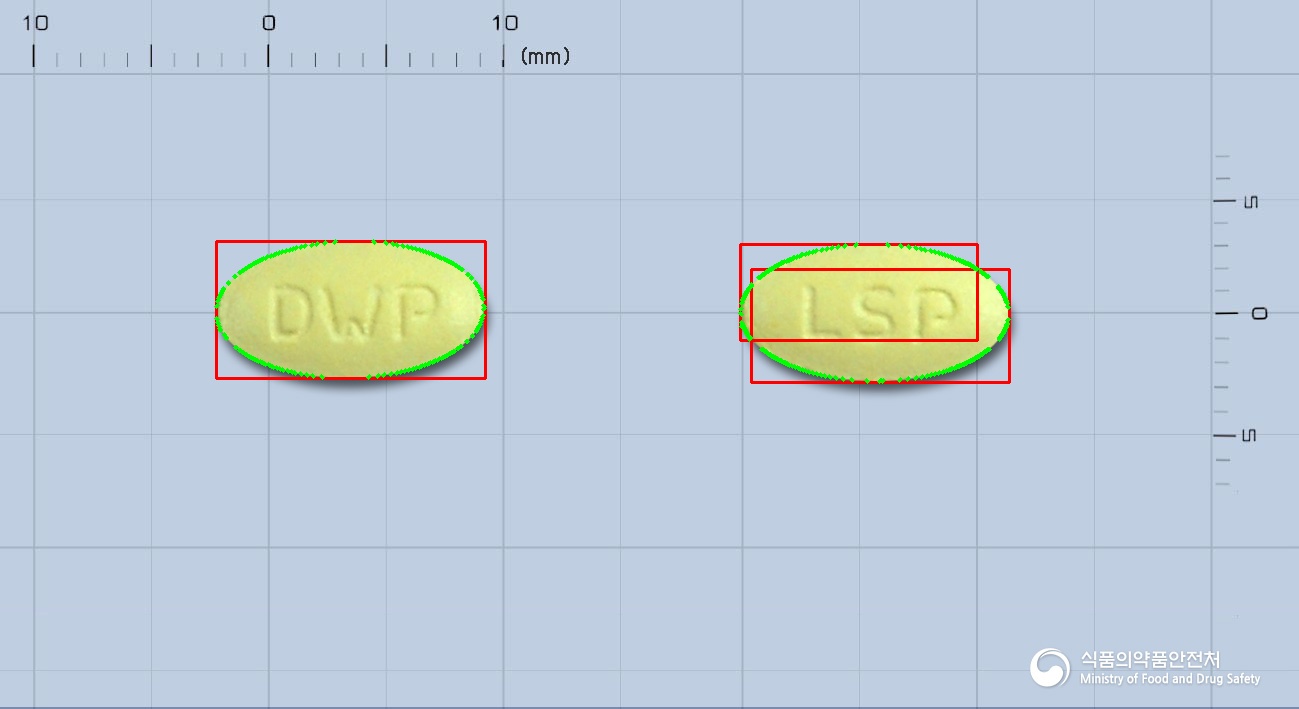 10 0 10
(mm)
5
DWP LSP
0
5
식품의약품안전처
Ministry of Food and Drug Safety